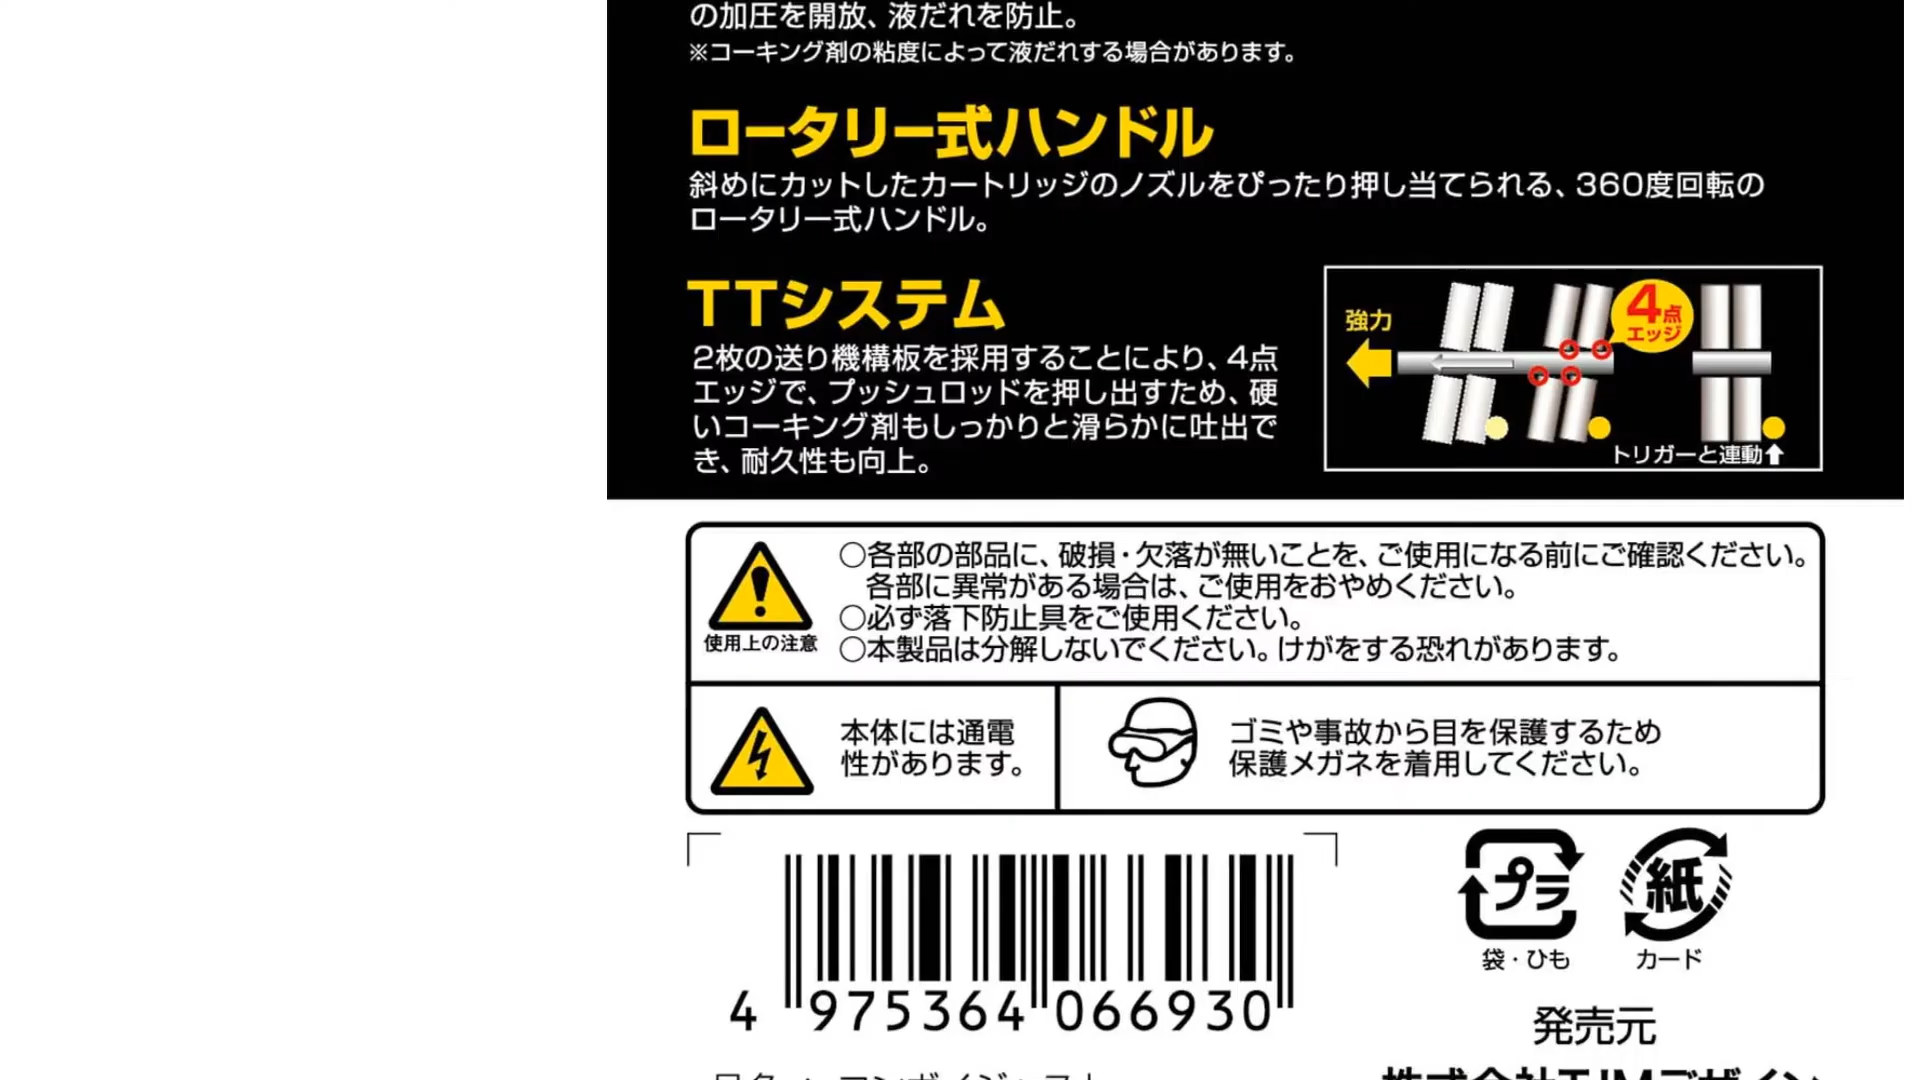 の加圧を開放、液だれを防止。
※コーキング剤の粘度によって液だれする場合があります。
ロータリー式ハンドル
斜めにカットしたカートリッジのノズルをぴったり押し当てられる、360度回転の
ロータリー式ハンドル。
TTシステム
2枚の送り機構板を採用することにより、4点
エッジで、プッシュロッドを押し出すため、硬
いコーキング剤もしっかりと滑らかに吐出で
き、耐久性も向上。
強力
4点
エッジ
トリガーと連動
○各部の部品に、破損・欠落が無いことを、ご使用になる前にご確認ください。
各部に異常がある場合は、ご使用をおやめください。
○必ず落下防止具をご使用ください。
○本製品は分解しないでください。けがをする恐れがあります。
使用上の注意
本体には通電
性があります。
ゴミや事故から目を保護するため
保護メガネを着用してください。
4 975364 066930
プラ
袋・ひも
紙
カード
発売元
株式会社TJMデザイン